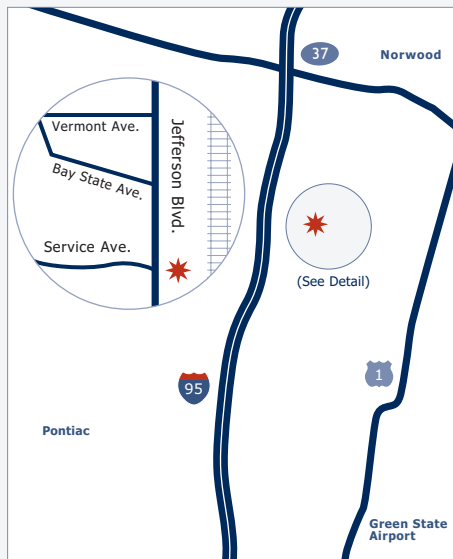 37
Norwood
Vermont Ave.
Bay State Ave.
Jefferson Blvd.
Service Ave.
(See Detail)
95
1
Pontiac
Green State
Airport